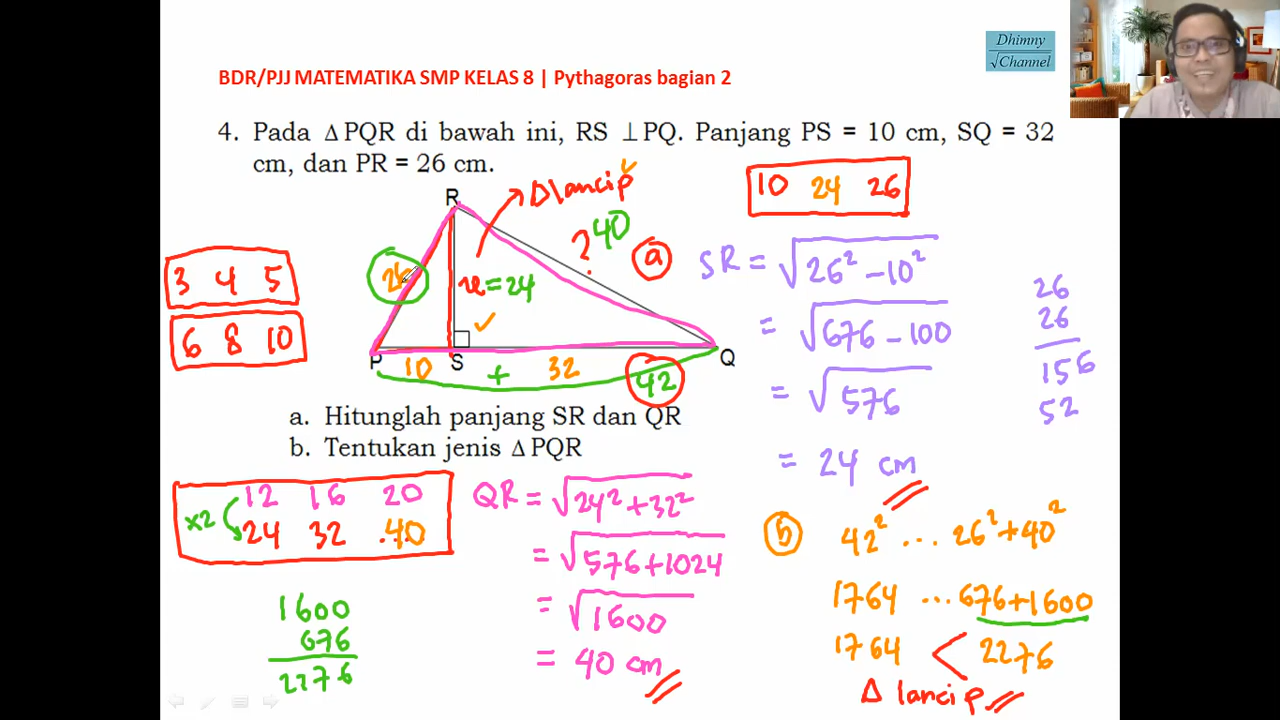 Dhimny
√Channel
BDR/PJJ MATEMATIKA SMP KELAS 8 | Pythagoras bagian 2
4. Pada ΔPQR di bawah ini, RS ⊥PQ. Panjang PS = 10 cm, SQ = 32
cm, dan PR = 26 cm.
10 24 26
R
Δ lancip
? 40
a
26
x = 24
P
S
Q
10 + 32
42
3 4 5
6 8 10
SR = √26² - 10²
= √676 - 100
= √576
= 24 cm
26
26
156
52
a. Hitunglah panjang SR dan QR
b. Tentukan jenis ΔPQR
12 16 20
x2
24 32 40
1600
676
2276
QR = √24² + 32²
= √576 + 1024
= √1600
= 40 cm
b
42² ... 26² + 40²
1764 ... 676 + 1600
1764 < 2276
Δ lancip